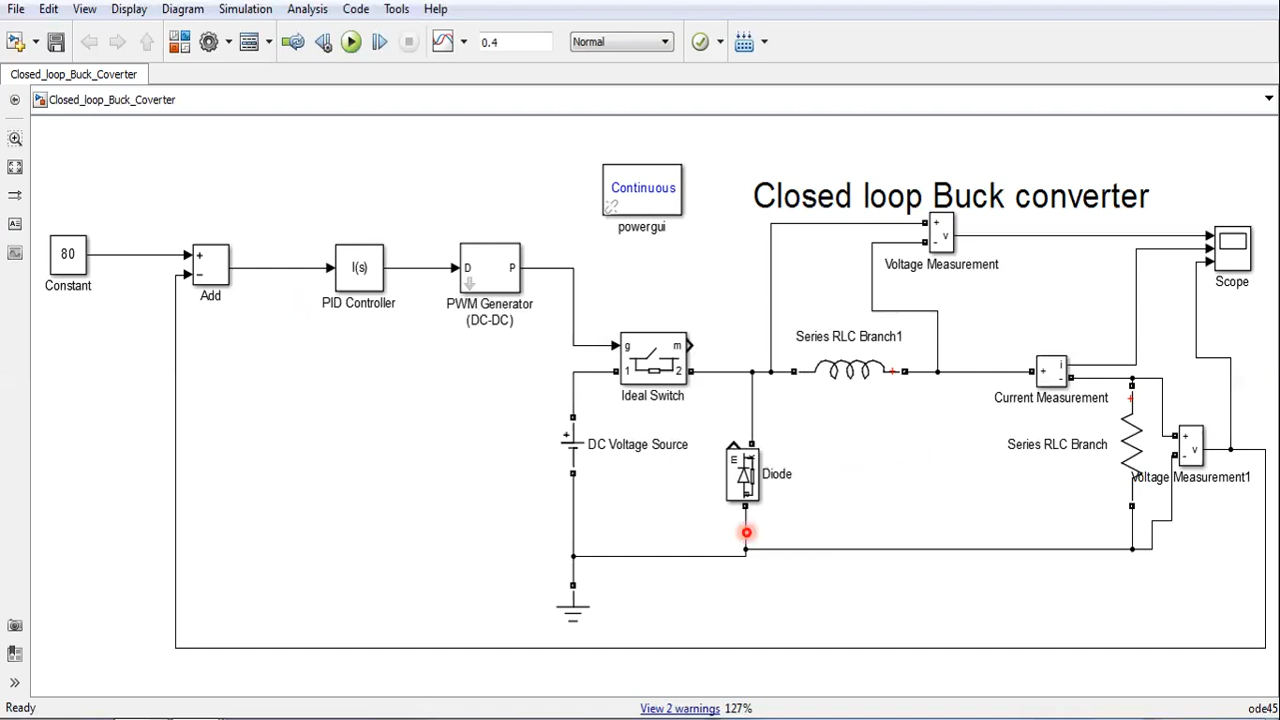 File Edit View Display Diagram Simulation Analysis Code Tools Help
0.4 Normal
Closed_loop_Buck_Coverter
Closed_loop_Buck_Coverter
Continuous
powergui
Closed loop Buck converter
80
Constant
+
−
Add
I(s)
PID Controller
D P
PWM Generator
(DC-DC)
+
-
v
Voltage Measurement
Scope
g m
1 2
Ideal Switch
Series RLC Branch1
+
+
i
-
Current Measurement
+
DC Voltage Source
m
Diode
+
Series RLC Branch
+
-
v
Voltage Measurement1
Ready View 2 warnings 127% ode45